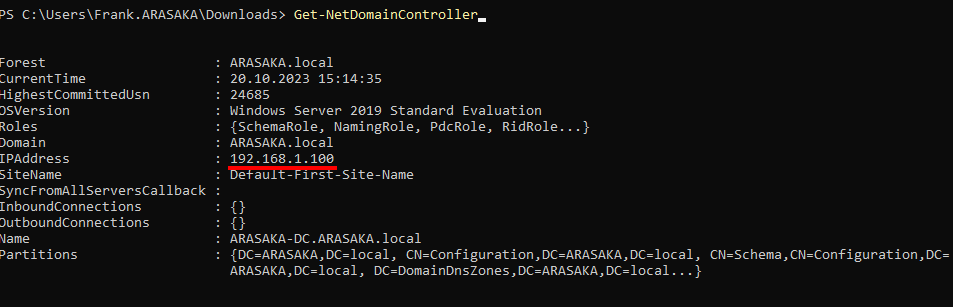 PS C:\Users\Frank.ARASAKA\Downloads> Get-NetDomainController
Forest : ARASAKA.local
CurrentTime : 20.10.2023 15:14:35
HighestCommittedUsn : 24685
OSVersion : Windows Server 2019 Standard Evaluation
Roles : {SchemaRole, NamingRole, PdcRole, RidRole...}
Domain : ARASAKA.local
IPAddress : 192.168.1.100
SiteName : Default-First-Site-Name
SyncFromAllServersCallback :
InboundConnections : {}
OutboundConnections : {}
Name : ARASAKA-DC.ARASAKA.local
Partitions : {DC=ARASAKA,DC=local, CN=Configuration,DC=ARASAKA,DC=local, CN=Schema,CN=Configuration,DC=
ARASAKA,DC=local, DC=DomainDnsZones,DC=ARASAKA,DC=local...}